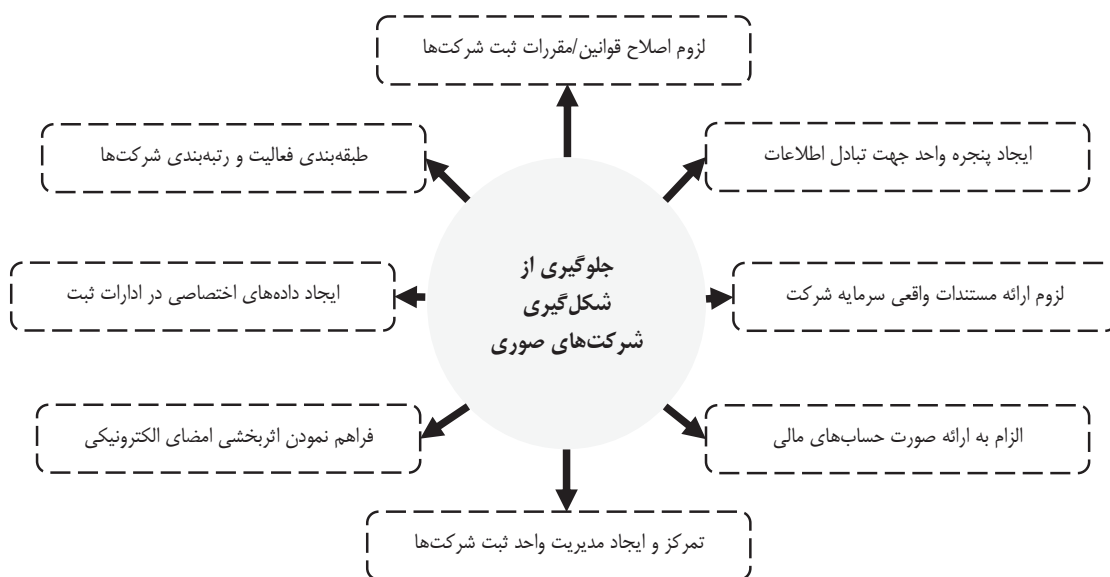 لزوم اصلاح قوانین/مقررات ثبت شرکت‌ها
ایجاد پنجره واحد جهت تبادل اطلاعات
طبقه‌بندی فعالیت و رتبه‌بندی شرکت‌ها
جلوگیری از
شکل‌گیری
شرکت‌های صوری
لزوم ارائه مستندات واقعی سرمایه شرکت
ایجاد داده‌های اختصاصی در ادارات ثبت
الزام به ارائه صورت حساب‌های مالی
فراهم نمودن اثربخشی امضای الکترونیکی
تمرکز و ایجاد مدیریت واحد ثبت شرکت‌ها